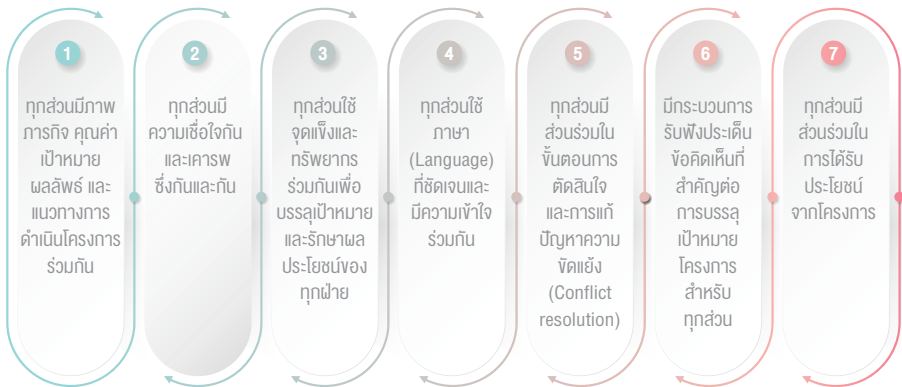 1
ทุกส่วนมีภาพ
ภารกิจ คุณค่า
เป้าหมาย
ผลลัพธ์ และ
แนวทางการ
ดำเนินโครงการ
ร่วมกัน
2
ทุกส่วนมี
ความเชื่อใจกัน
และเคารพ
ซึ่งกันและกัน
3
ทุกส่วนใช้
จุดแข็งและ
ทรัพยากร
ร่วมกันเพื่อ
บรรลุเป้าหมาย
และรักษาผล
ประโยชน์ของ
ทุกฝ่าย
4
ทุกส่วนใช้
ภาษา
(Language)
ที่ชัดเจนและ
มีความเข้าใจ
ร่วมกัน
5
ทุกส่วนมี
ส่วนร่วมใน
ขั้นตอนการ
ตัดสินใจ
และการแก้
ปัญหาความ
ขัดแย้ง
(Conflict
resolution)
6
มีกระบวนการ
รับฟังประเด็น
ข้อคิดเห็นที่
สำคัญต่อ
การบรรลุ
เป้าหมาย
โครงการ
สำหรับ
ทุกส่วน
7
ทุกส่วนมี
ส่วนร่วมใน
การได้รับ
ประโยชน์
จากโครงการ